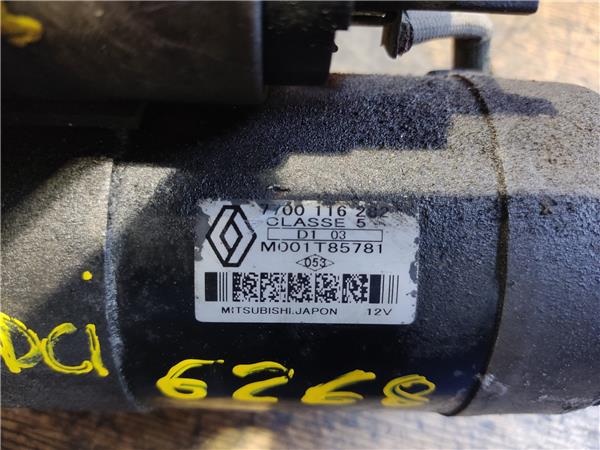 7700 116 2
CLASSE 5
D1 03
M001T85781
053
MITSUBISHI.JAPON 12V
DCI 6268